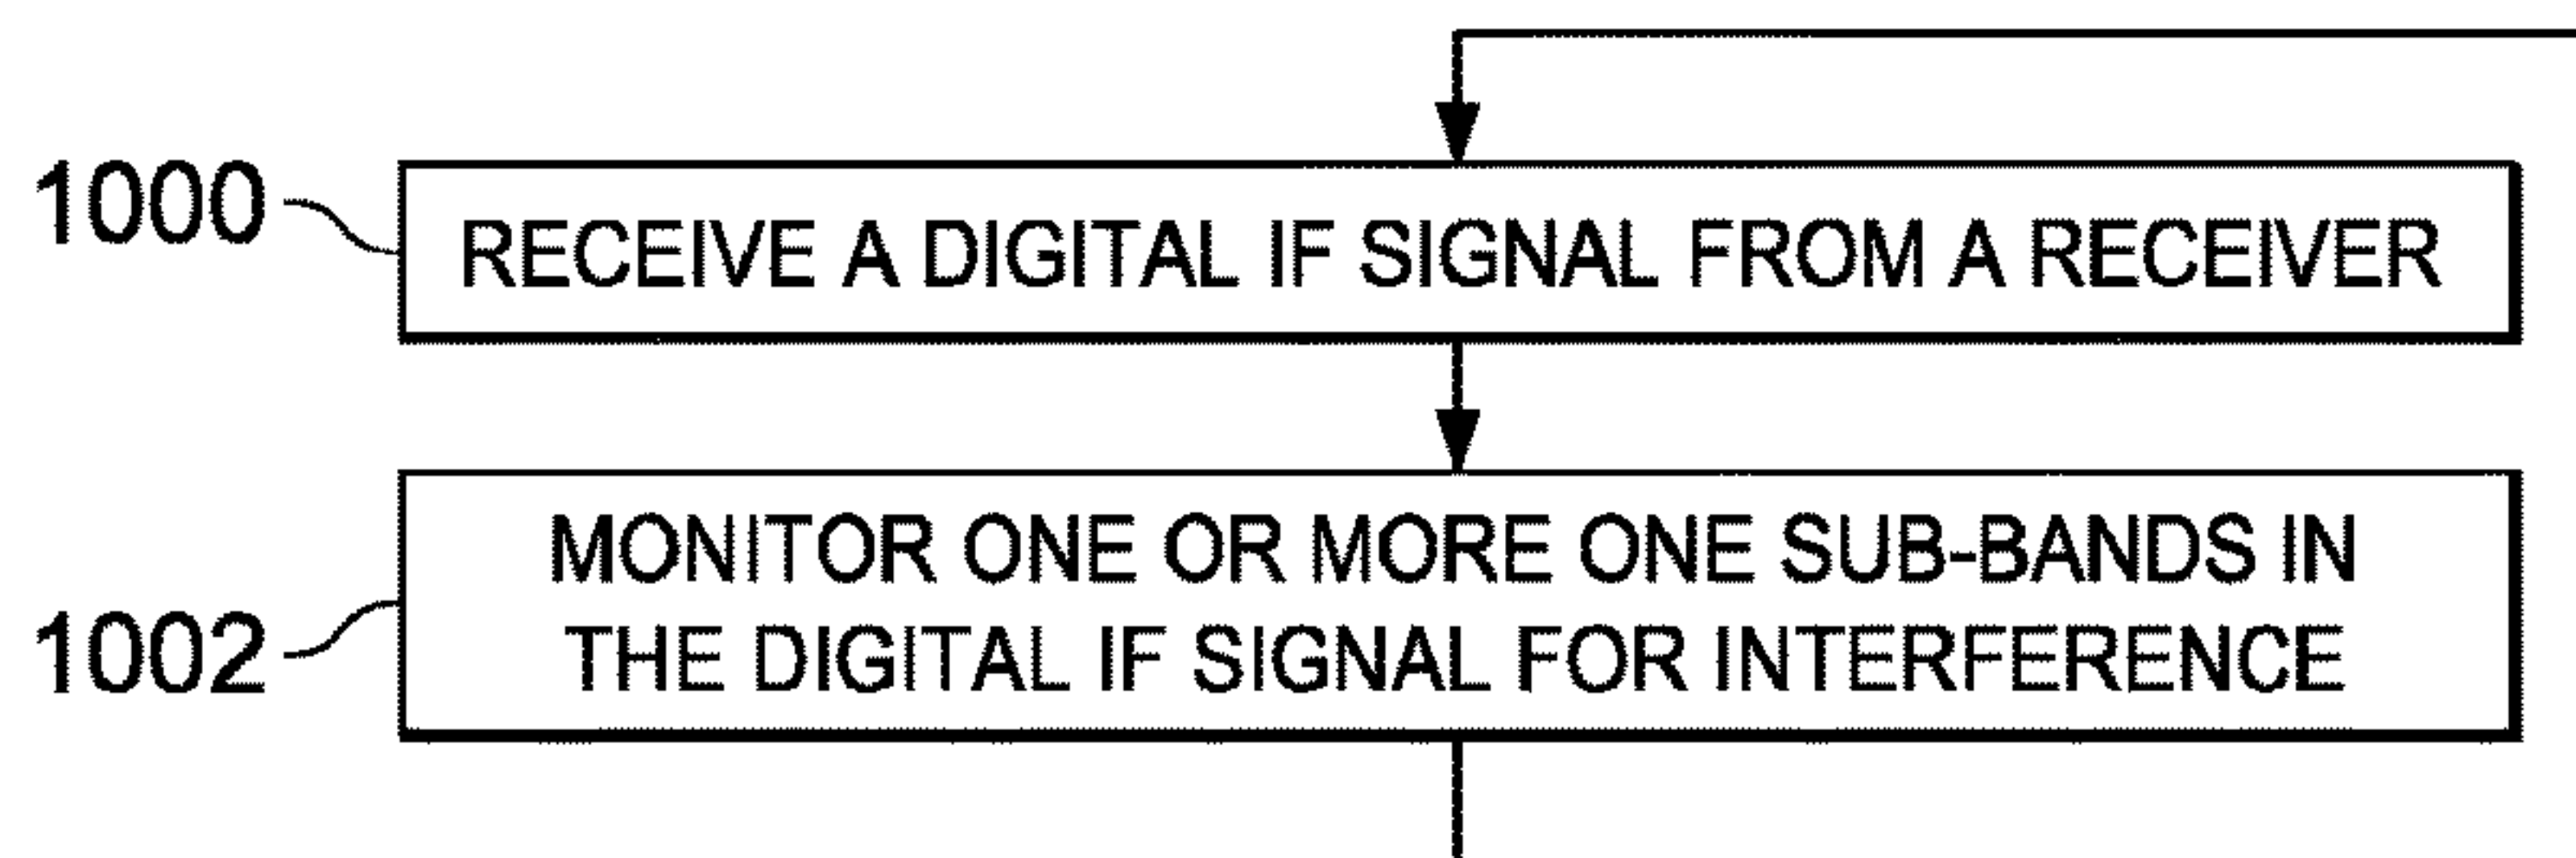 1000
RECEIVE A DIGITAL IF SIGNAL FROM A RECEIVER
1002
MONITOR ONE OR MORE ONE SUB-BANDS IN
THE DIGITAL IF SIGNAL FOR INTERFERENCE